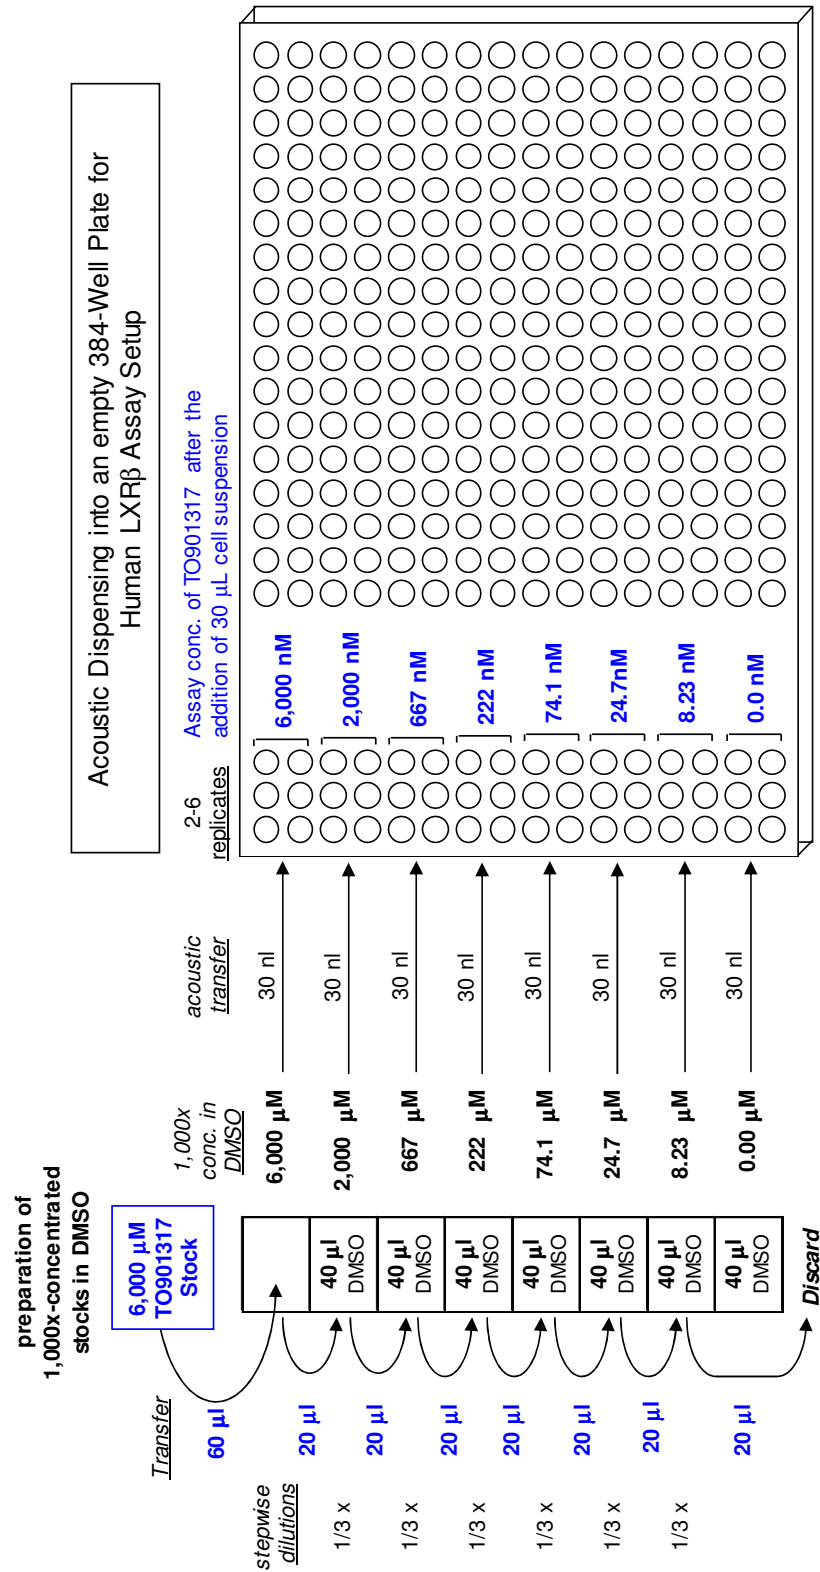 Acoustic Dispensing into an empty 384-Well Plate for
Human LXRβ Assay Setup
preparation of
1,000x-concentrated
stocks in DMSO
6,000 µM
TO901317
Stock
Transfer
60 µl
20 µl
20 µl
20 µl
20 µl
20 µl
20 µl
20 µl
stepwise
dilutions
1/3 x
1/3 x
1/3 x
1/3 x
1/3 x
1/3 x
40 µl
DMSO
40 µl
DMSO
40 µl
DMSO
40 µl
DMSO
40 µl
DMSO
40 µl
DMSO
40 µl
DMSO
Discard
1,000x
conc. in
DMSO
6,000 µM
2,000 µM
667 µM
222 µM
74.1 µM
24.7 µM
8.23 µM
0.00 µM
acoustic
transfer
30 nl
30 nl
30 nl
30 nl
30 nl
30 nl
30 nl
30 nl
2-6
replicates
Assay conc. of TO901317 after the
addition of 30 µL cell suspension
6,000 nM
2,000 nM
667 nM
222 nM
74.1 nM
24.7nM
8.23 nM
0.0 nM